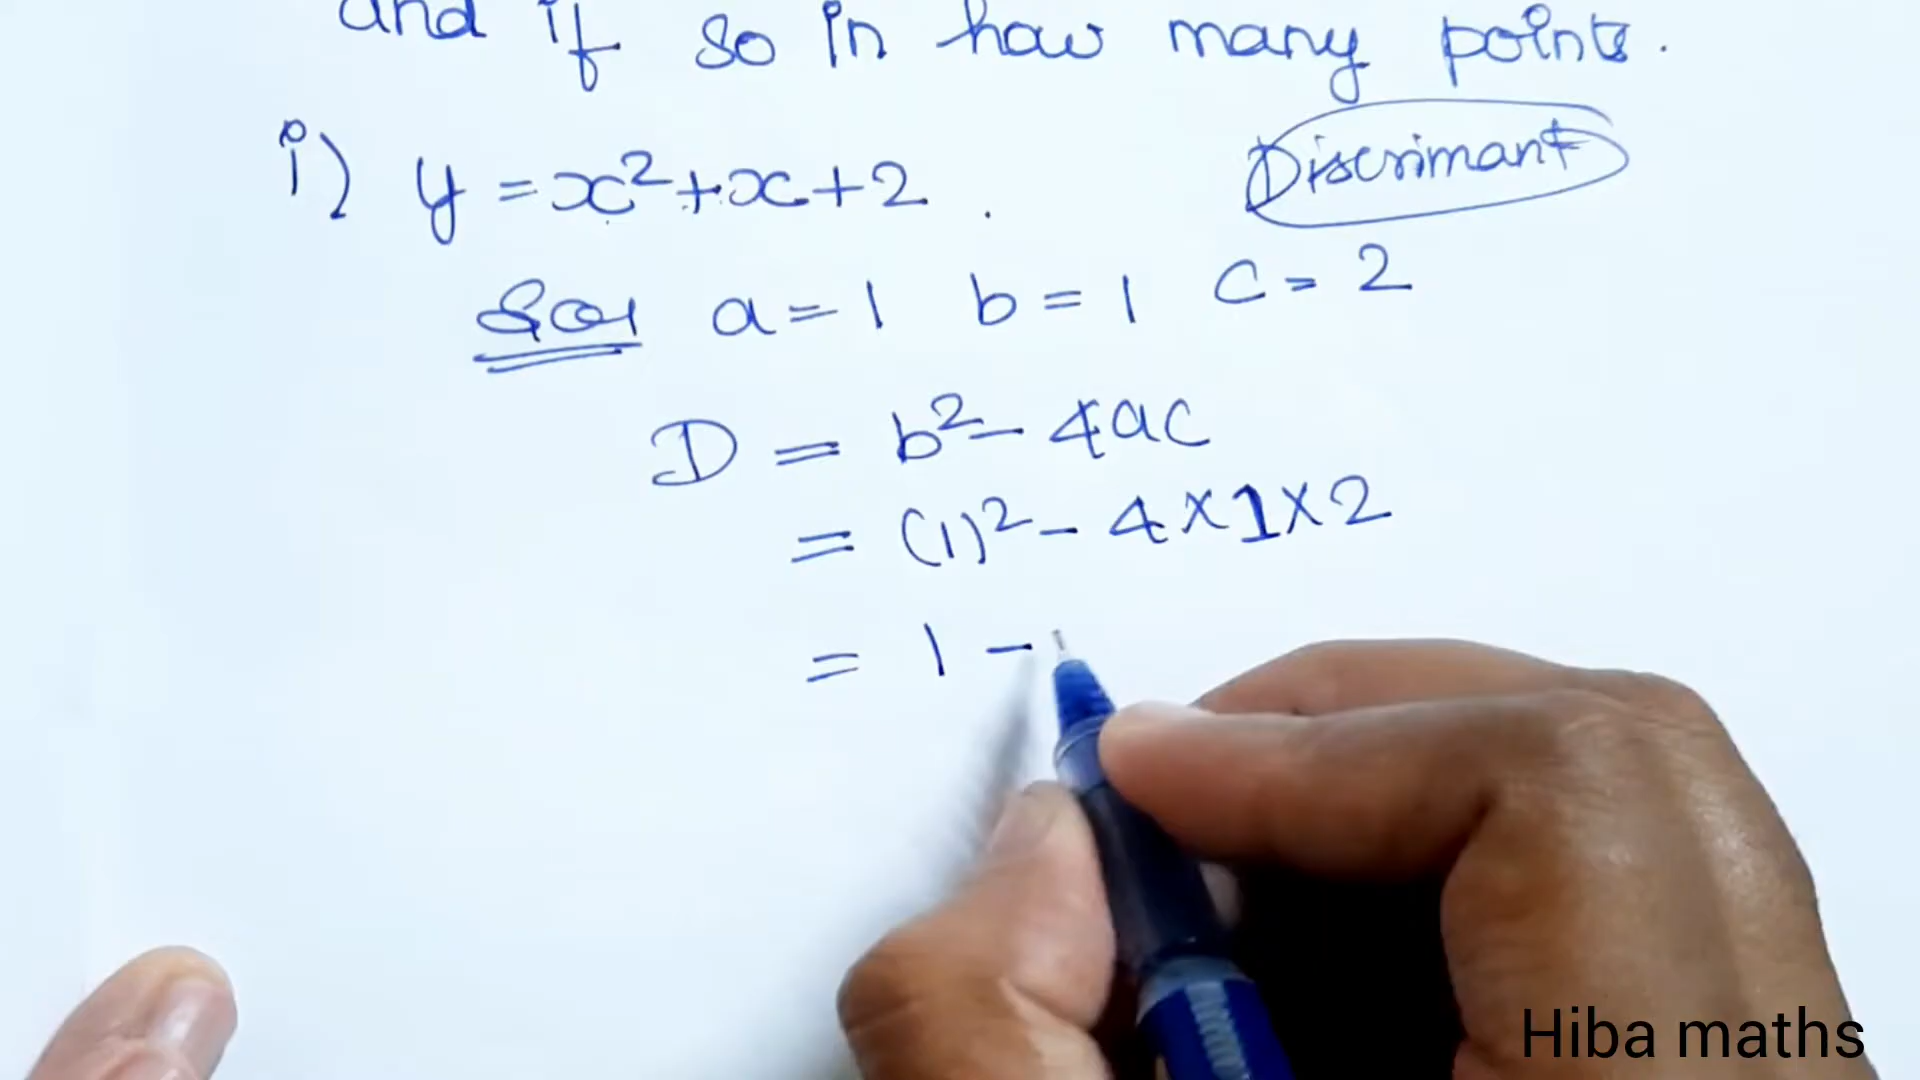 and if so in how many points.
i) y = x² + x + 2 .
Discrimant
Sol a = 1 b = 1 c = 2
D = b² - 4ac
= (1)² - 4 × 1 × 2
= 1 -
Hiba maths